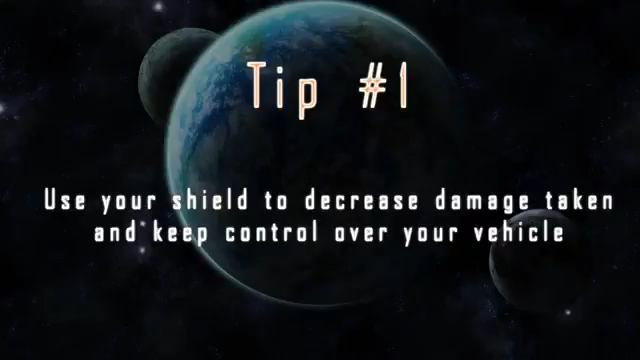 Tip #1
Use your shield to decrease damage taken
and keep control over your vehicle